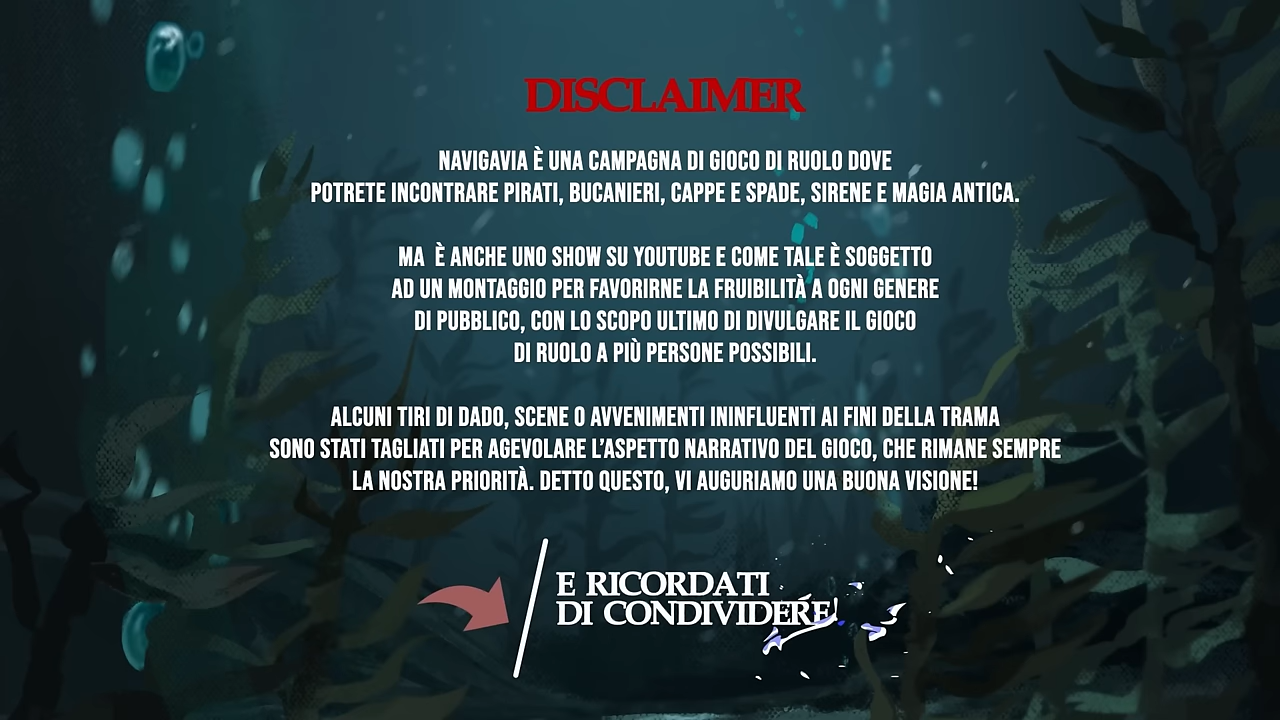 DISCLAIMER
NAVIGAVIA È UNA CAMPAGNA DI GIOCO DI RUOLO DOVE
POTRETE INCONTRARE PIRATI, BUCANIERI, CAPPE E SPADE, SIRENE E MAGIA ANTICA.
MA È ANCHE UNO SHOW SU YOUTUBE E COME TALE È SOGGETTO
AD UN MONTAGGIO PER FAVORIRNE LA FRUIBILITÀ A OGNI GENERE
DI PUBBLICO, CON LO SCOPO ULTIMO DI DIVULGARE IL GIOCO
DI RUOLO A PIÙ PERSONE POSSIBILI.
ALCUNI TIRI DI DADO, SCENE O AVVENIMENTI ININFLUENTI AI FINI DELLA TRAMA
SONO STATI TAGLIATI PER AGEVOLARE L'ASPETTO NARRATIVO DEL GIOCO, CHE RIMANE SEMPRE
LA NOSTRA PRIORITÀ. DETTO QUESTO, VI AUGURIAMO UNA BUONA VISIONE!
E RICORDATI
DI CONDIVIDERE!